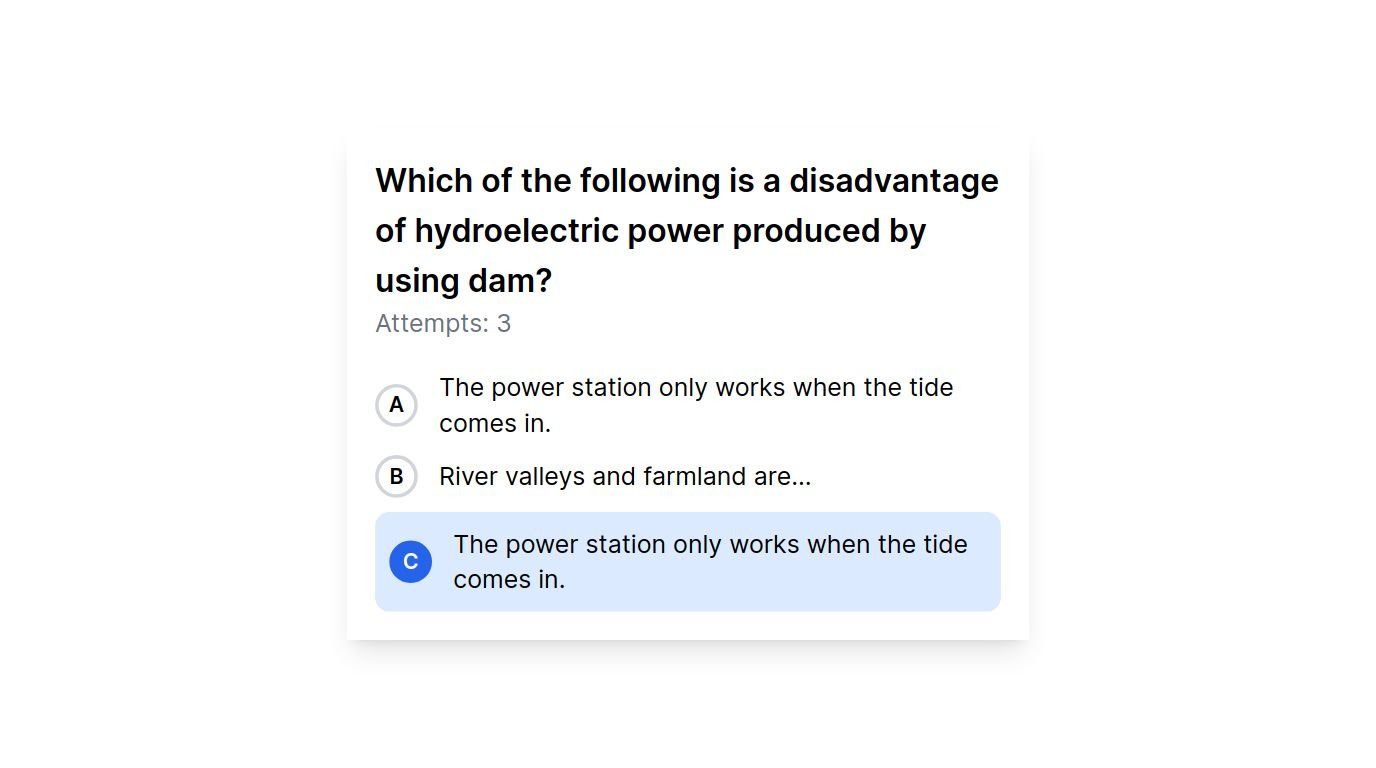 Which of the following is a disadvantage
of hydroelectric power produced by
using dam?
Attempts: 3
A The power station only works when the tide
comes in.
B River valleys and farmland are...
C The power station only works when the tide
comes in.